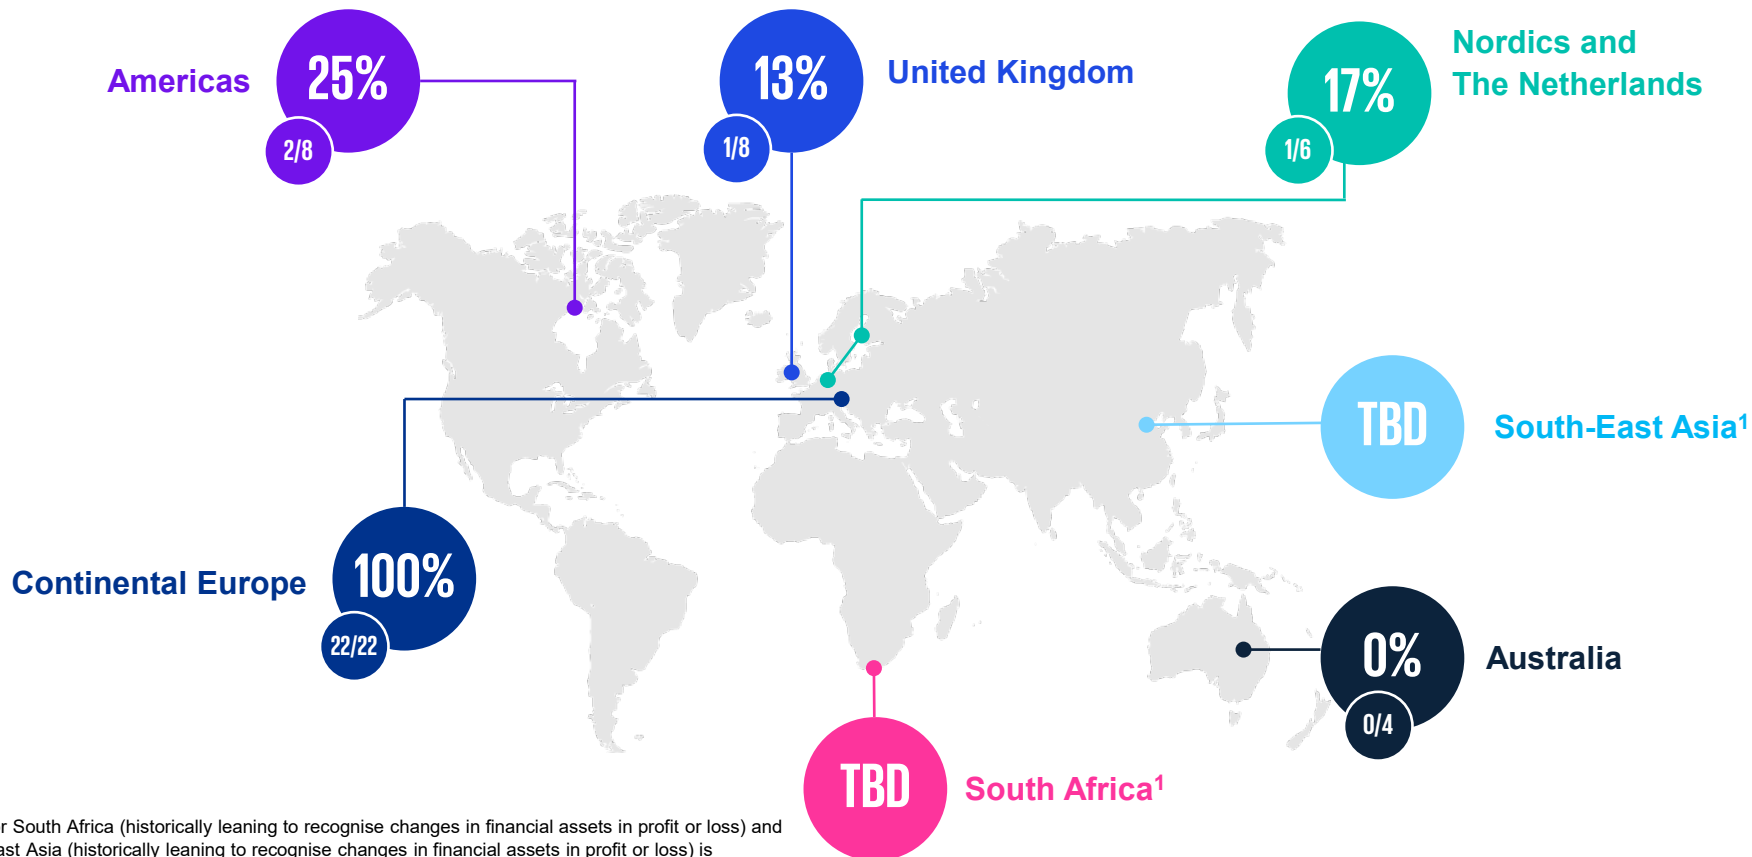 Americas
25%
2/8
13%
1/8
United Kingdom
17%
1/6
Nordics and
The Netherlands
TBD
South-East Asia¹
Continental Europe
100%
22/22
0%
0/4
Australia
TBD
South Africa¹
South Africa (historically leaning to recognise changes in financial assets in profit or loss) and
Asia (historically leaning to recognise changes in financial assets in profit or loss) is